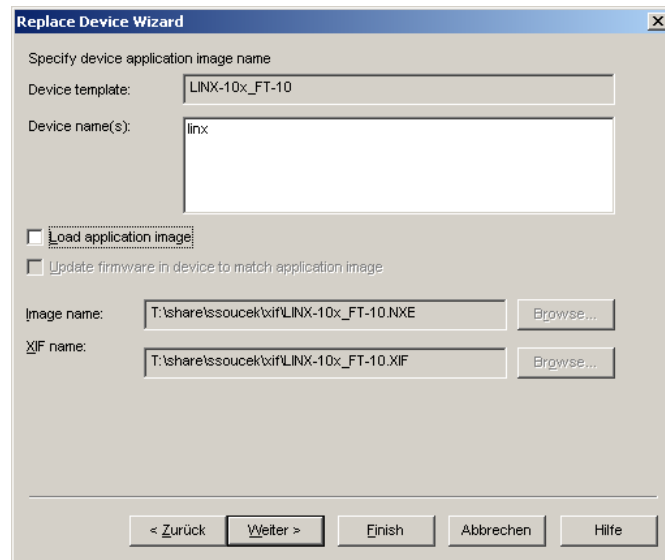 Replace Device Wizard
Specify device application image name
Device template:
LINX-10x_FT-10
Device name(s):
linx
Load application image
Update firmware in device to match application image
Image name:
T:\share\ssoucek\xif\LINX-10x_FT-10.NXE
Browse...
XIF name:
T:\share\ssoucek\xif\LINX-10x_FT-10.XIF
Browse...
< Zurück
Weiter >
Finish
Abbrechen
Hilfe